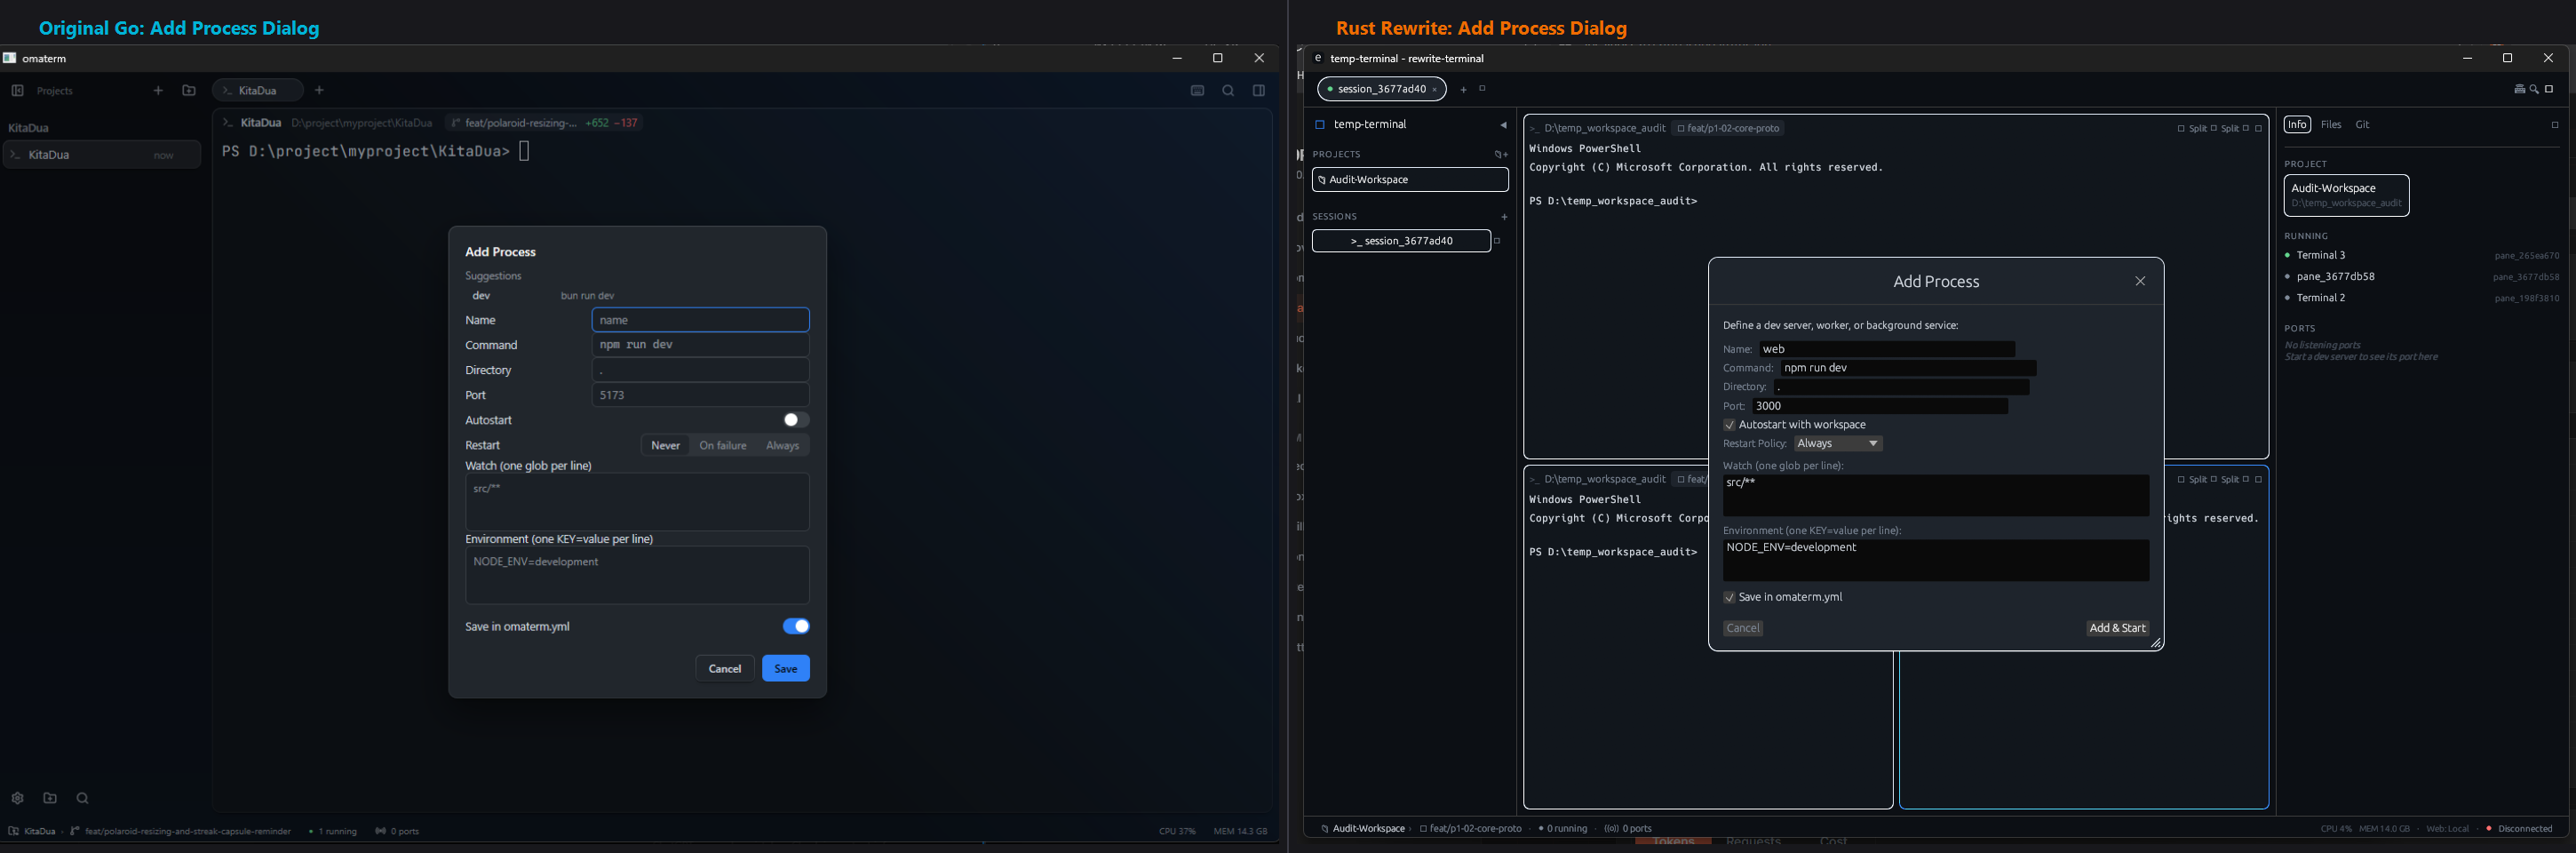 Original Go: Add Process Dialog
omaterm
Projects
KitaDua
KitaDua
KitaDua now
>_ KitaDua D:\project\myproject\KitaDua feat/polaroid-resizing-... +652 −137
PS D:\project\myproject\KitaDua>
Add Process
Suggestions
dev bun run dev
Name name
Command npm run dev
Directory .
Port 5173
Autostart
Restart Never On failure Always
Watch (one glob per line)
src/**
Environment (one KEY=value per line)
NODE_ENV=development
Save in omaterm.yml
Cancel Save
KitaDua feat/polaroid-resizing-and-streak-capsule-reminder 1 running 0 ports CPU 37% MEM 14.3 GB
Rust Rewrite: Add Process Dialog
temp-terminal - rewrite-terminal
session_3677ad40 × +
temp-terminal
PROJECTS
Audit-Workspace
SESSIONS +
>_ session_3677ad40
>_ D:\temp_workspace_audit feat/p1-02-core-proto Split Split
Windows PowerShell
Copyright (C) Microsoft Corporation. All rights reserved.
PS D:\temp_workspace_audit>
>_ D:\temp_workspace_audit feat/ Split Split
Windows PowerShell
Copyright (C) Microsoft Corpo
ights reserved.
PS D:\temp_workspace_audit>
Add Process
Define a dev server, worker, or background service:
Name: web
Command: npm run dev
Directory: .
Port: 3000
Autostart with workspace
Restart Policy: Always
Watch (one glob per line):
src/**
Environment (one KEY=value per line):
NODE_ENV=development
Save in omaterm.yml
Cancel Add & Start
Info Files Git
PROJECT
Audit-Workspace
D:\temp_workspace_audit
RUNNING
Terminal 3 pane_265ea670
pane_3677db58 pane_3677db58
Terminal 2 pane_198f3810
PORTS
No listening ports
Start a dev server to see its port here
Audit-Workspace › feat/p1-02-core-proto · 0 running · ((o)) 0 ports CPU 4% MEM 14.0 GB · Web: Local · Disconnected
Tokens Requests Cost